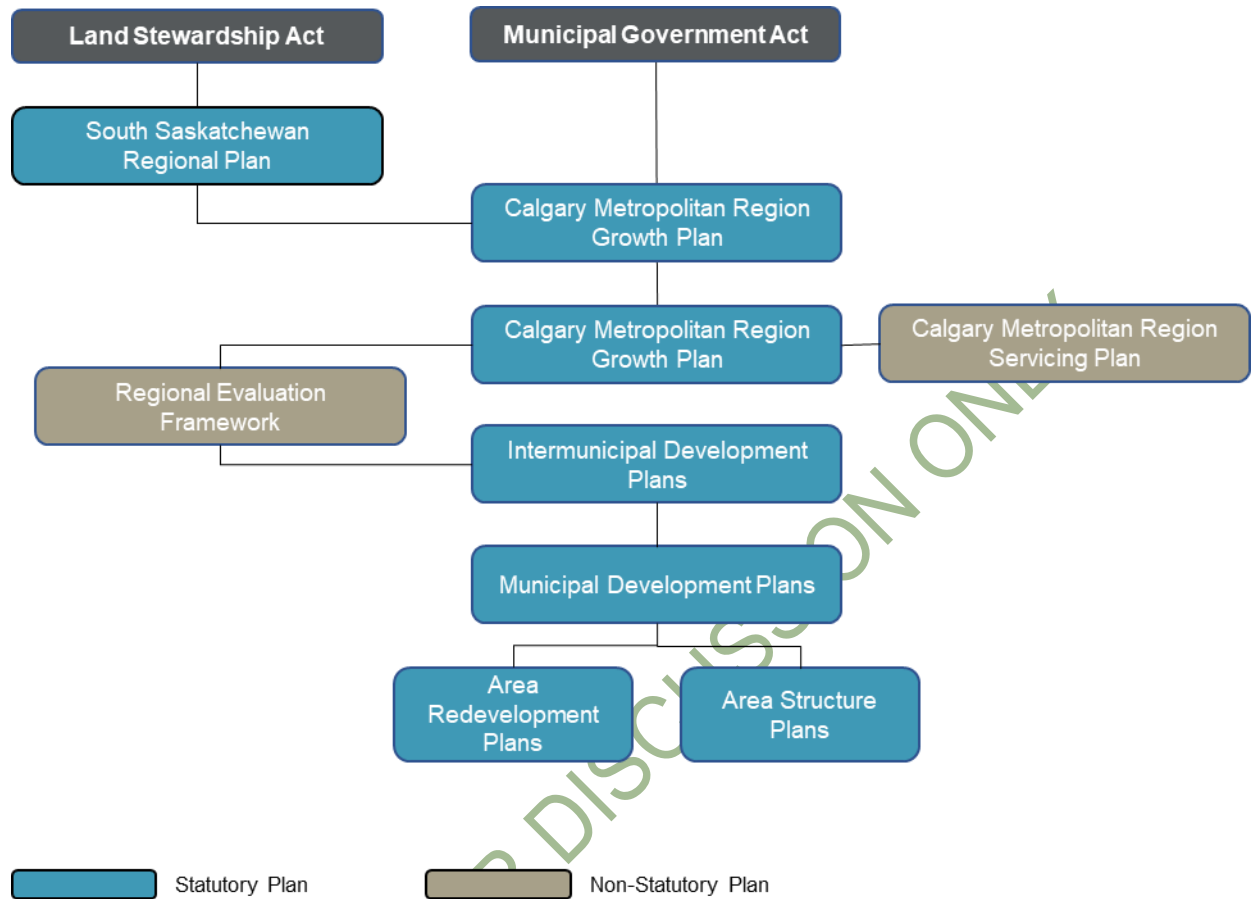 Land Stewardship Act
Municipal Government Act
South Saskatchewan
Regional Plan
Calgary Metropolitan Region
Growth Plan
Calgary Metropolitan Region
Growth Plan
Calgary Metropolitan Region
Servicing Plan
Regional Evaluation
Framework
Intermunicipal Development
Plans
Municipal Development Plans
Area
Redevelopment
Plans
Area Structure
Plans
Statutory Plan
Non-Statutory Plan
R DISCUSSION ONLY